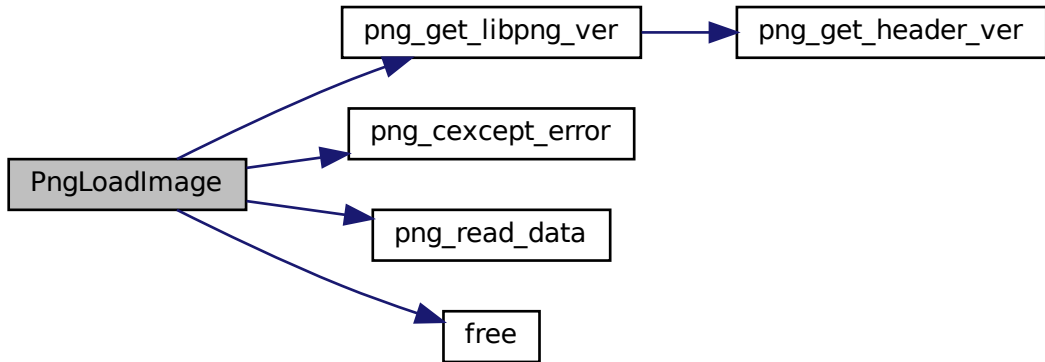 png_get_libpng_ver
png_get_header_ver
png_cexcept_error
PngLoadImage
png_read_data
free